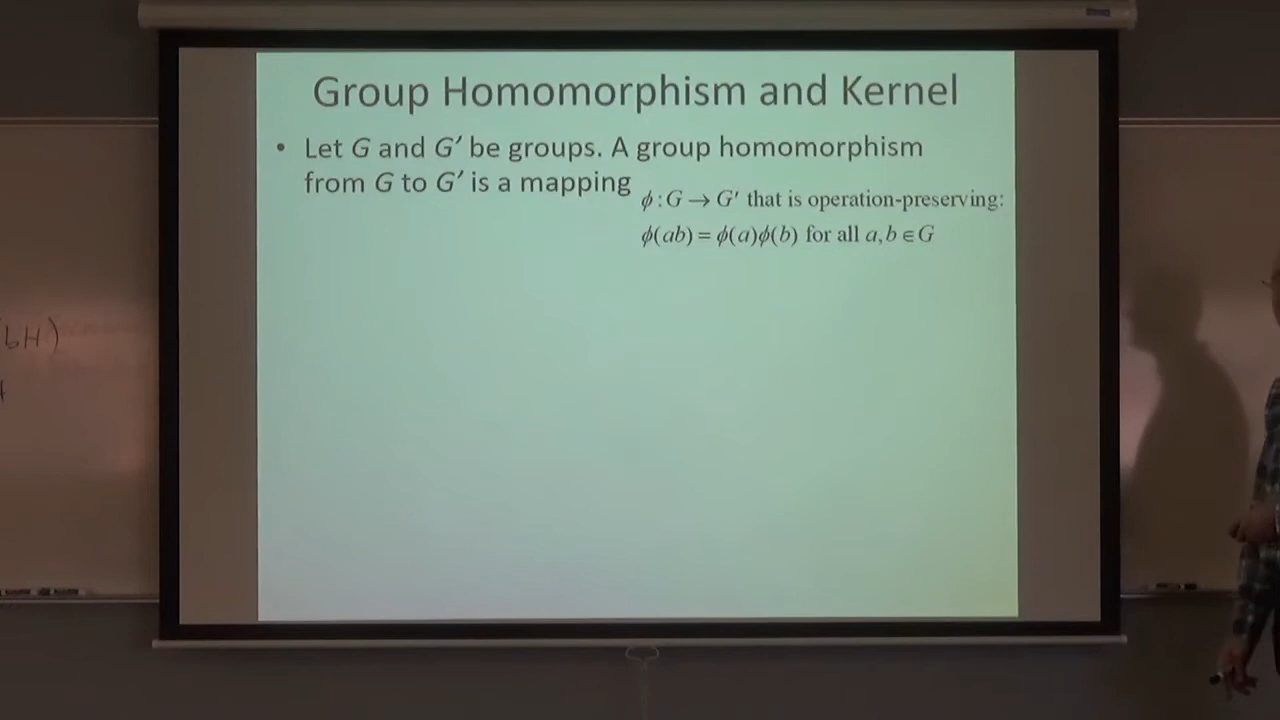 Group Homomorphism and Kernel
• Let G and G′ be groups. A group homomorphism
from G to G′ is a mapping
ϕ : G → G′ that is operation-preserving:
ϕ(ab) = ϕ(a)ϕ(b) for all a, b ∈ G
bH)